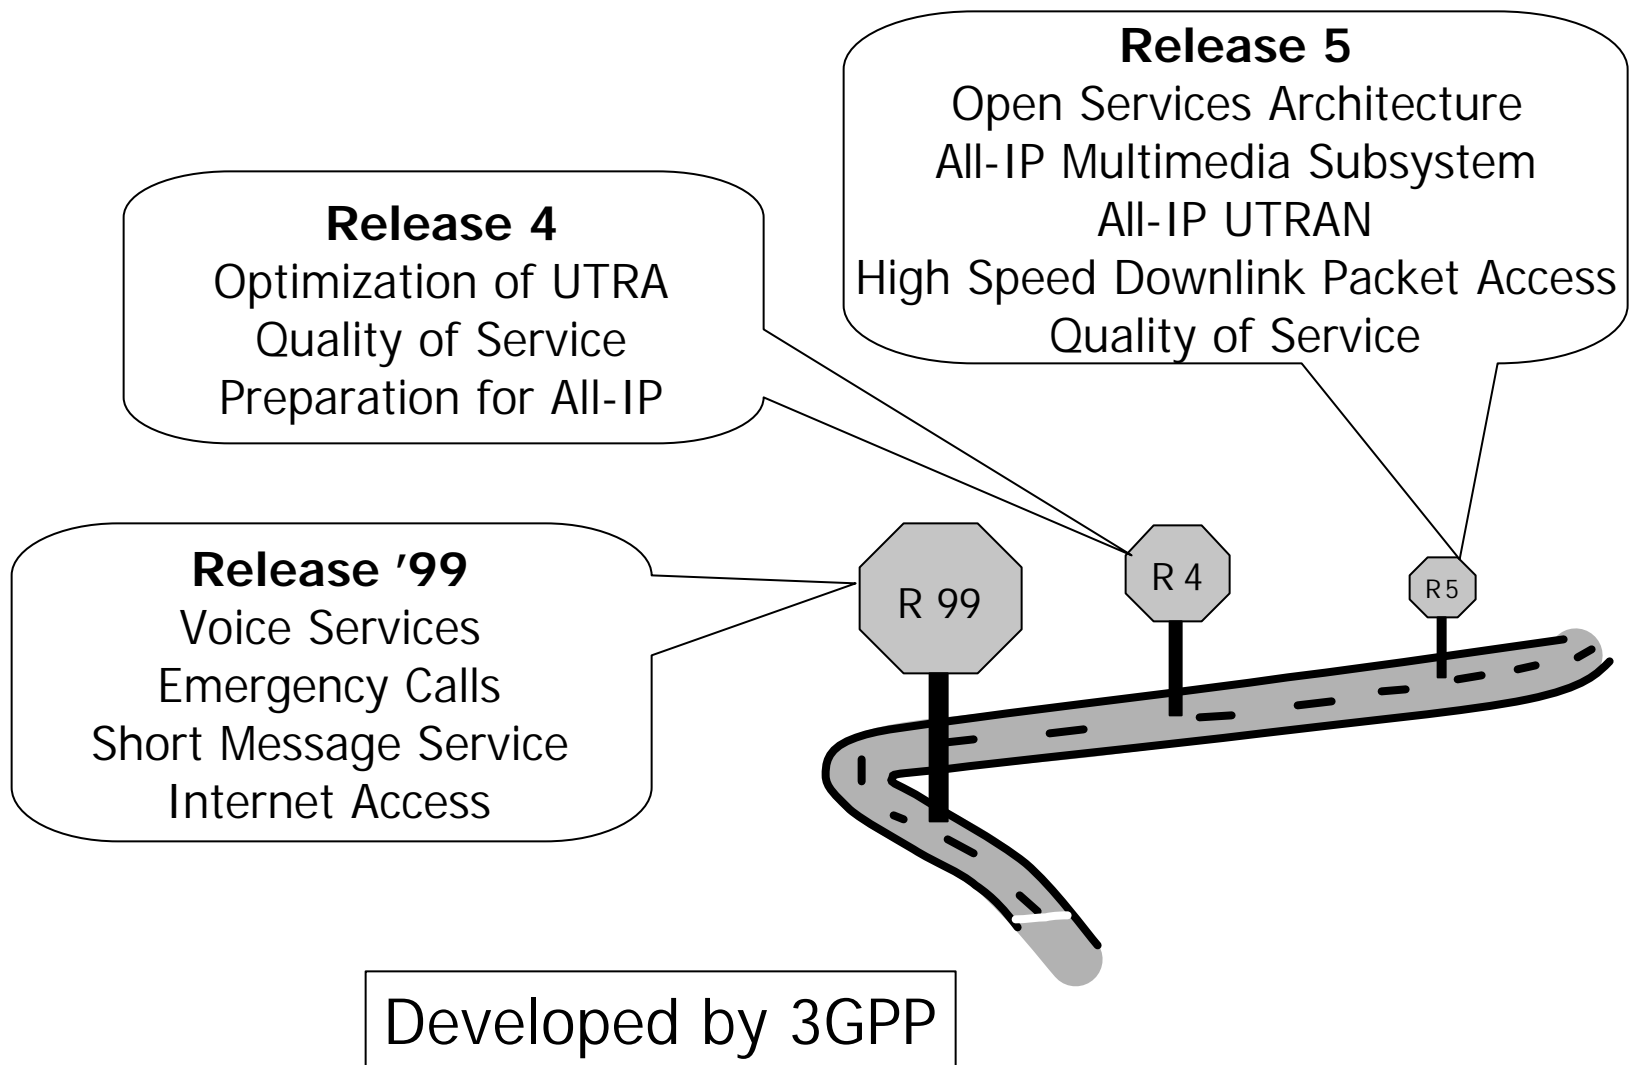 Release 5
Open Services Architecture
All-IP Multimedia Subsystem
All-IP UTRAN
High Speed Downlink Packet Access
Quality of Service
Release 4
Optimization of UTRA
Quality of Service
Preparation for All-IP
Release '99
Voice Services
Emergency Calls
Short Message Service
Internet Access
R 99
R 4
R 5
Developed by 3GPP